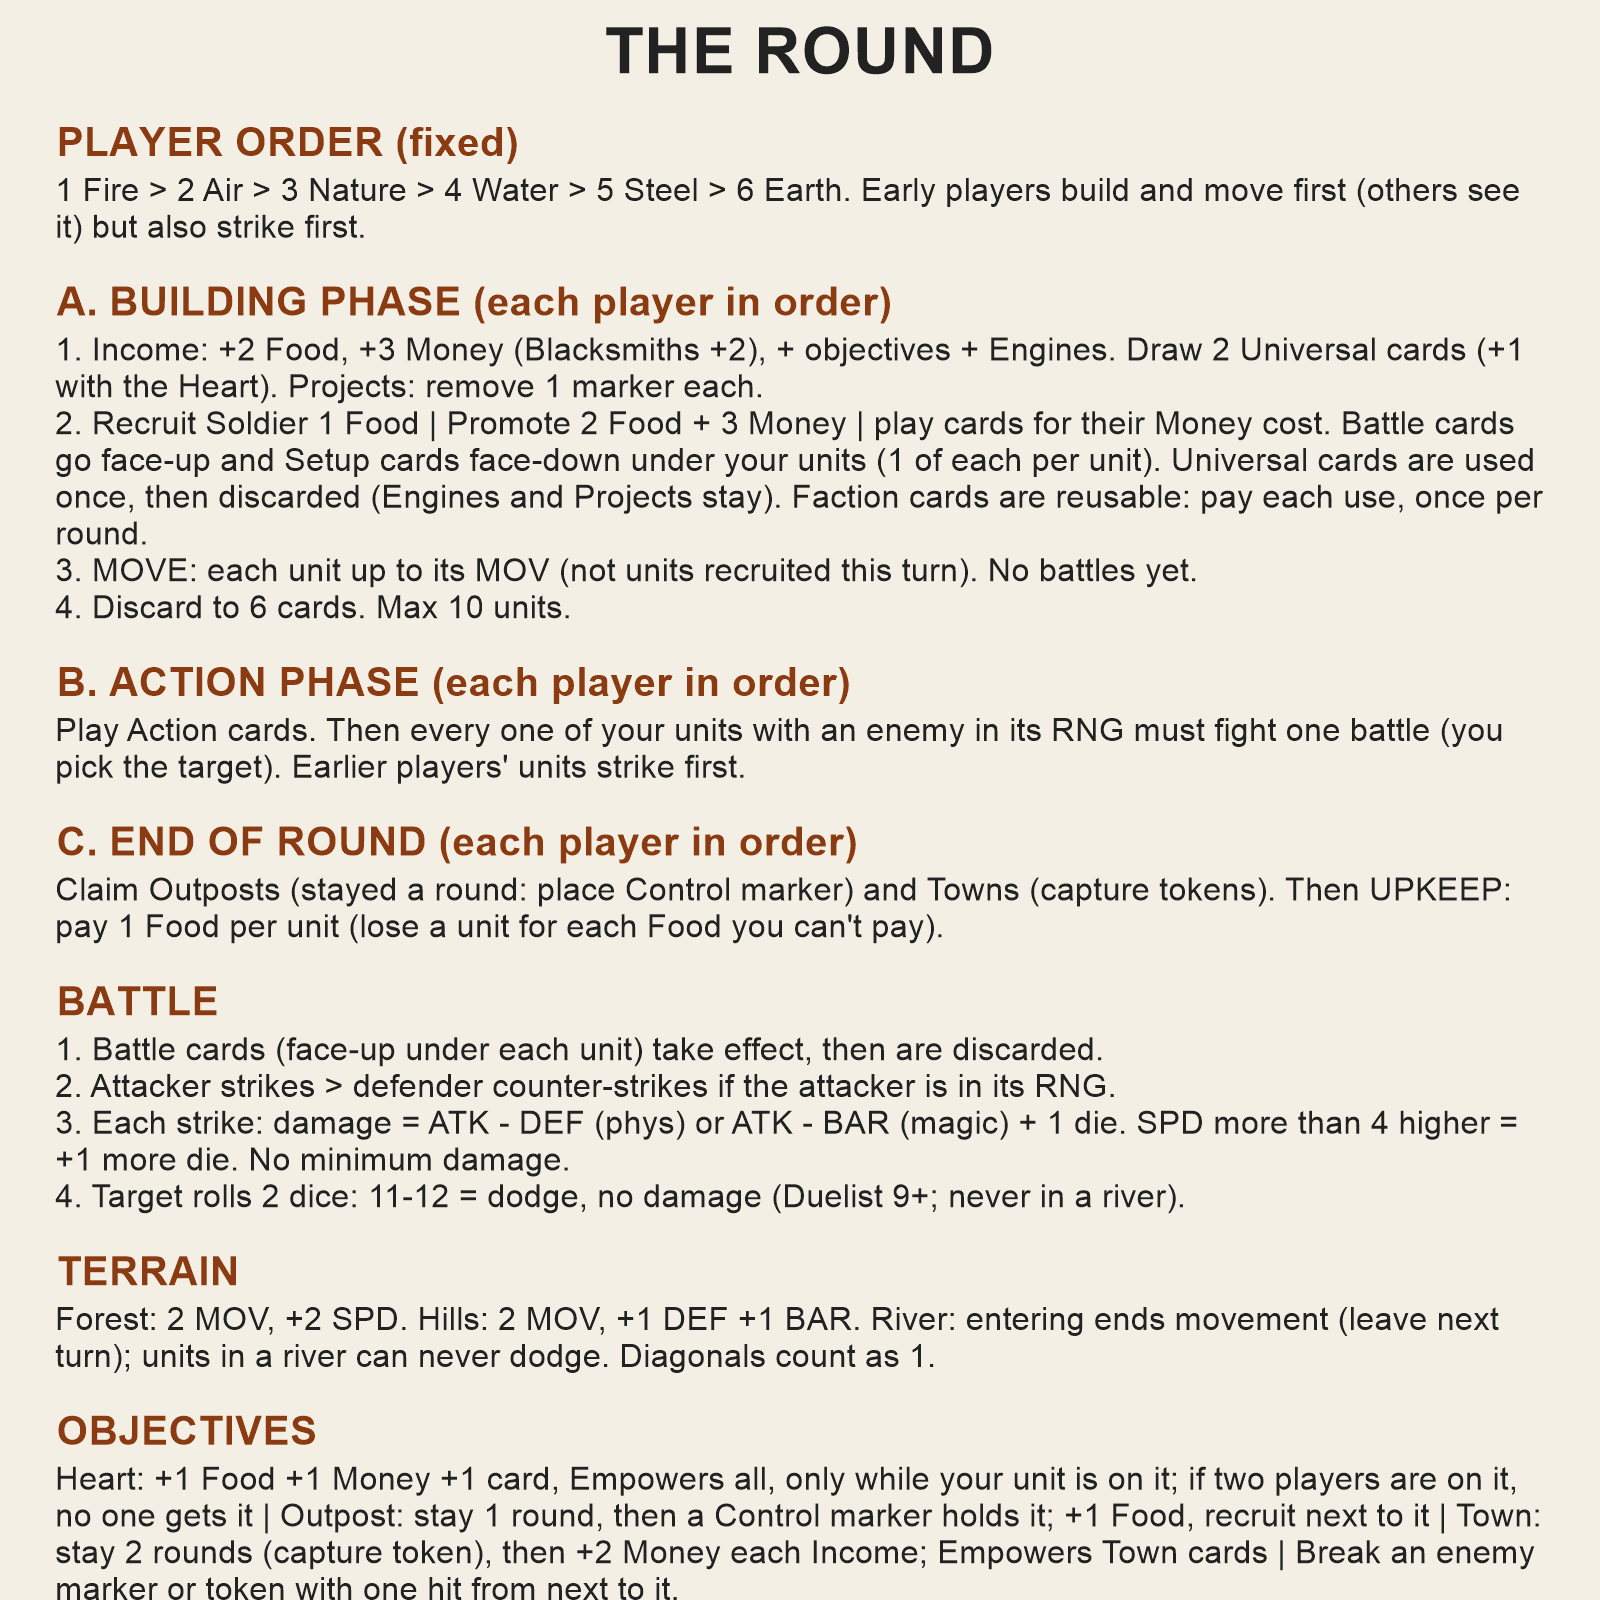 THE ROUND
PLAYER ORDER (fixed)
1 Fire > 2 Air > 3 Nature > 4 Water > 5 Steel > 6 Earth. Early players build and move first (others see
it) but also strike first.
A. BUILDING PHASE (each player in order)
1. Income: +2 Food, +3 Money (Blacksmiths +2), + objectives + Engines. Draw 2 Universal cards (+1
with the Heart). Projects: remove 1 marker each.
2. Recruit Soldier 1 Food | Promote 2 Food + 3 Money | play cards for their Money cost. Battle cards
go face-up and Setup cards face-down under your units (1 of each per unit). Universal cards are used
once, then discarded (Engines and Projects stay). Faction cards are reusable: pay each use, once per
round.
3. MOVE: each unit up to its MOV (not units recruited this turn). No battles yet.
4. Discard to 6 cards. Max 10 units.
B. ACTION PHASE (each player in order)
Play Action cards. Then every one of your units with an enemy in its RNG must fight one battle (you
pick the target). Earlier players' units strike first.
C. END OF ROUND (each player in order)
Claim Outposts (stayed a round: place Control marker) and Towns (capture tokens). Then UPKEEP:
pay 1 Food per unit (lose a unit for each Food you can't pay).
BATTLE
1. Battle cards (face-up under each unit) take effect, then are discarded.
2. Attacker strikes > defender counter-strikes if the attacker is in its RNG.
3. Each strike: damage = ATK - DEF (phys) or ATK - BAR (magic) + 1 die. SPD more than 4 higher =
+1 more die. No minimum damage.
4. Target rolls 2 dice: 11-12 = dodge, no damage (Duelist 9+; never in a river).
TERRAIN
Forest: 2 MOV, +2 SPD. Hills: 2 MOV, +1 DEF +1 BAR. River: entering ends movement (leave next
turn); units in a river can never dodge. Diagonals count as 1.
OBJECTIVES
Heart: +1 Food +1 Money +1 card, Empowers all, only while your unit is on it; if two players are on it,
no one gets it | Outpost: stay 1 round, then a Control marker holds it; +1 Food, recruit next to it | Town:
stay 2 rounds (capture token), then +2 Money each Income; Empowers Town cards | Break an enemy
marker or token with one hit from next to it.